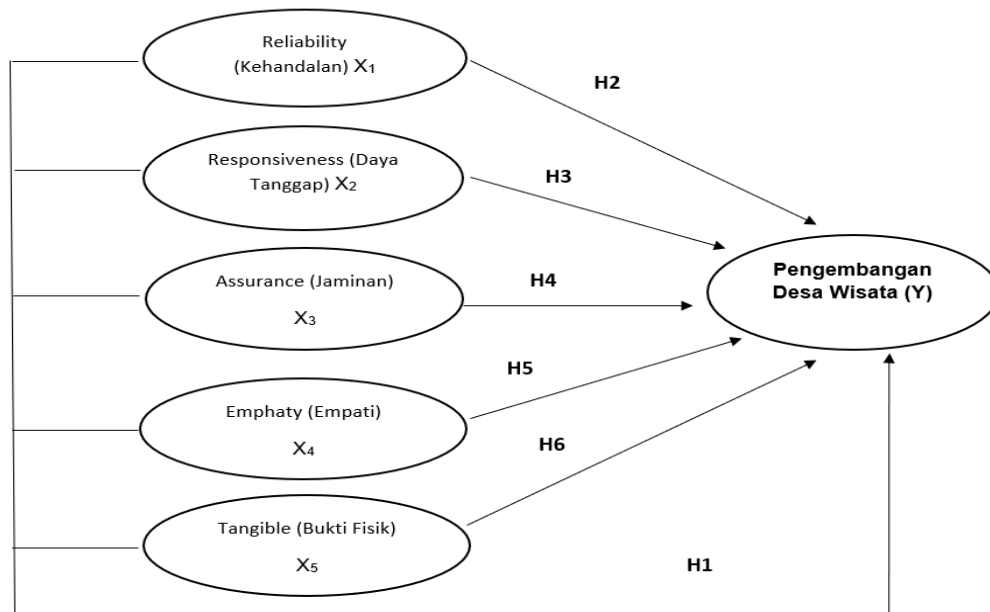 Reliability
(Kehandalan) X₁
H2
Responsiveness (Daya
Tanggap) X₂
H3
Assurance (Jaminan)
X₃
H4
Pengembangan
Desa Wisata (Y)
Emphaty (Empati)
X₄
H5
Tangible (Bukti Fisik)
X₅
H6
H1